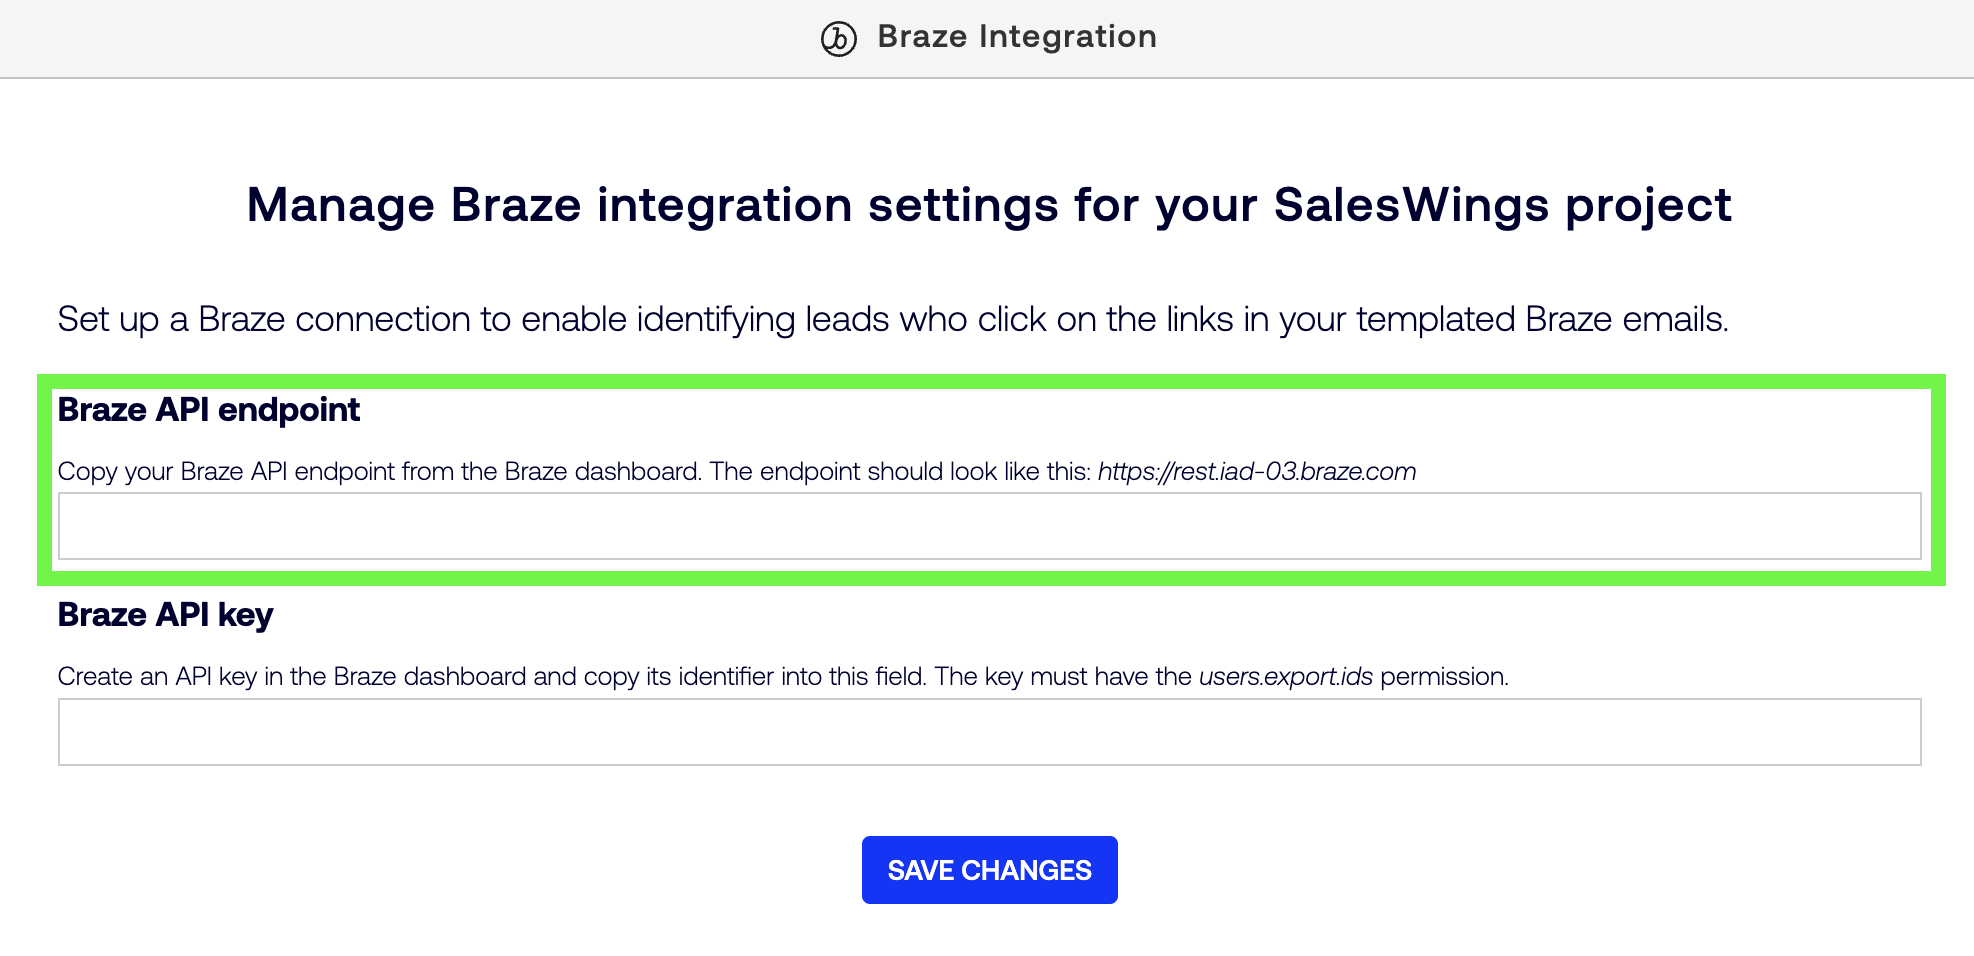 Braze Integration
Manage Braze integration settings for your SalesWings project
Set up a Braze connection to enable identifying leads who click on the links in your templated Braze emails.
Braze API endpoint
Copy your Braze API endpoint from the Braze dashboard. The endpoint should look like this: https://rest.iad-03.braze.com
Braze API key
Create an API key in the Braze dashboard and copy its identifier into this field. The key must have the users.export.ids permission.
SAVE CHANGES